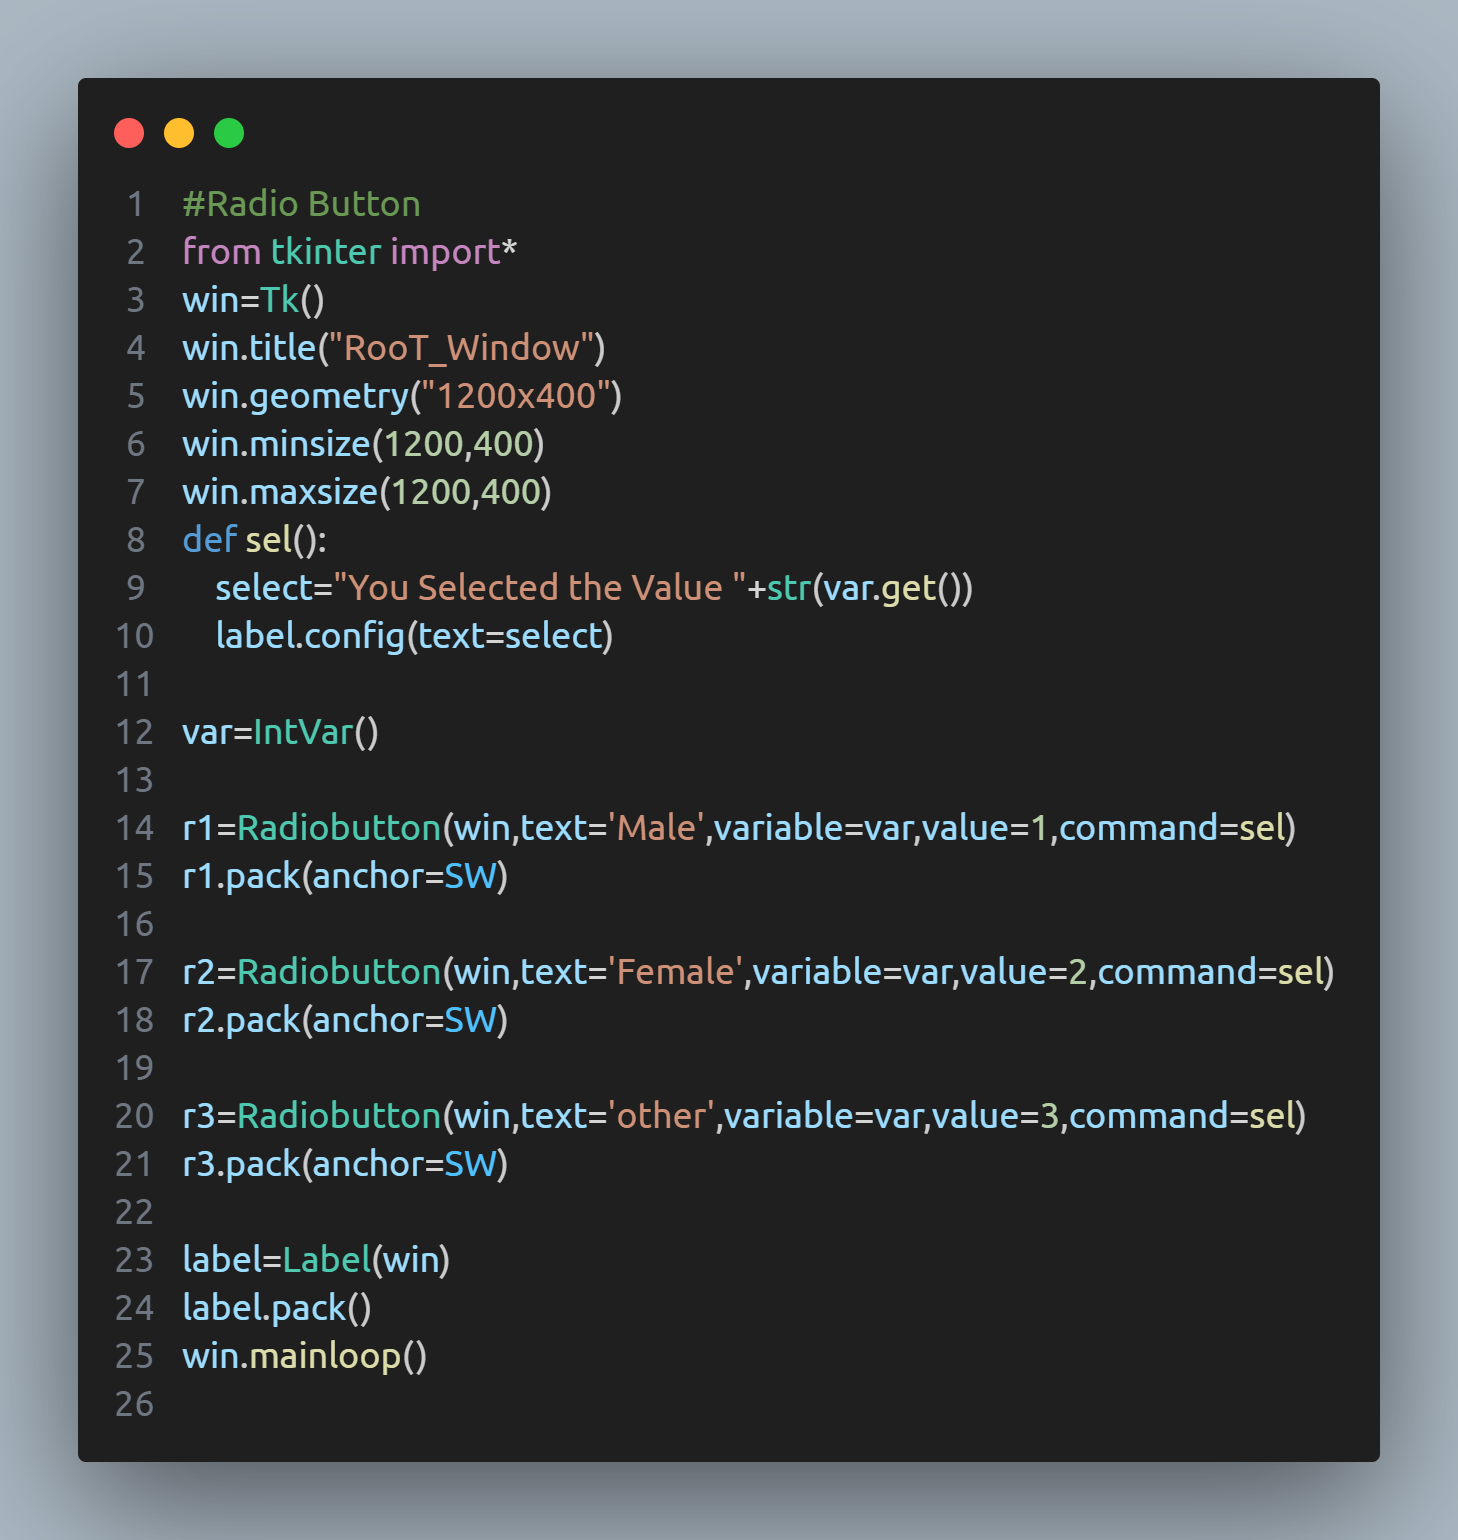 1 #Radio Button
2 from tkinter import*
3 win=Tk()
4 win.title("RooT_Window")
5 win.geometry("1200x400")
6 win.minsize(1200,400)
7 win.maxsize(1200,400)
8 def sel():
9     select="You Selected the Value "+str(var.get())
10     label.config(text=select)
11
12 var=IntVar()
13
14 r1=Radiobutton(win,text='Male',variable=var,value=1,command=sel)
15 r1.pack(anchor=SW)
16
17 r2=Radiobutton(win,text='Female',variable=var,value=2,command=sel)
18 r2.pack(anchor=SW)
19
20 r3=Radiobutton(win,text='other',variable=var,value=3,command=sel)
21 r3.pack(anchor=SW)
22
23 label=Label(win)
24 label.pack()
25 win.mainloop()
26